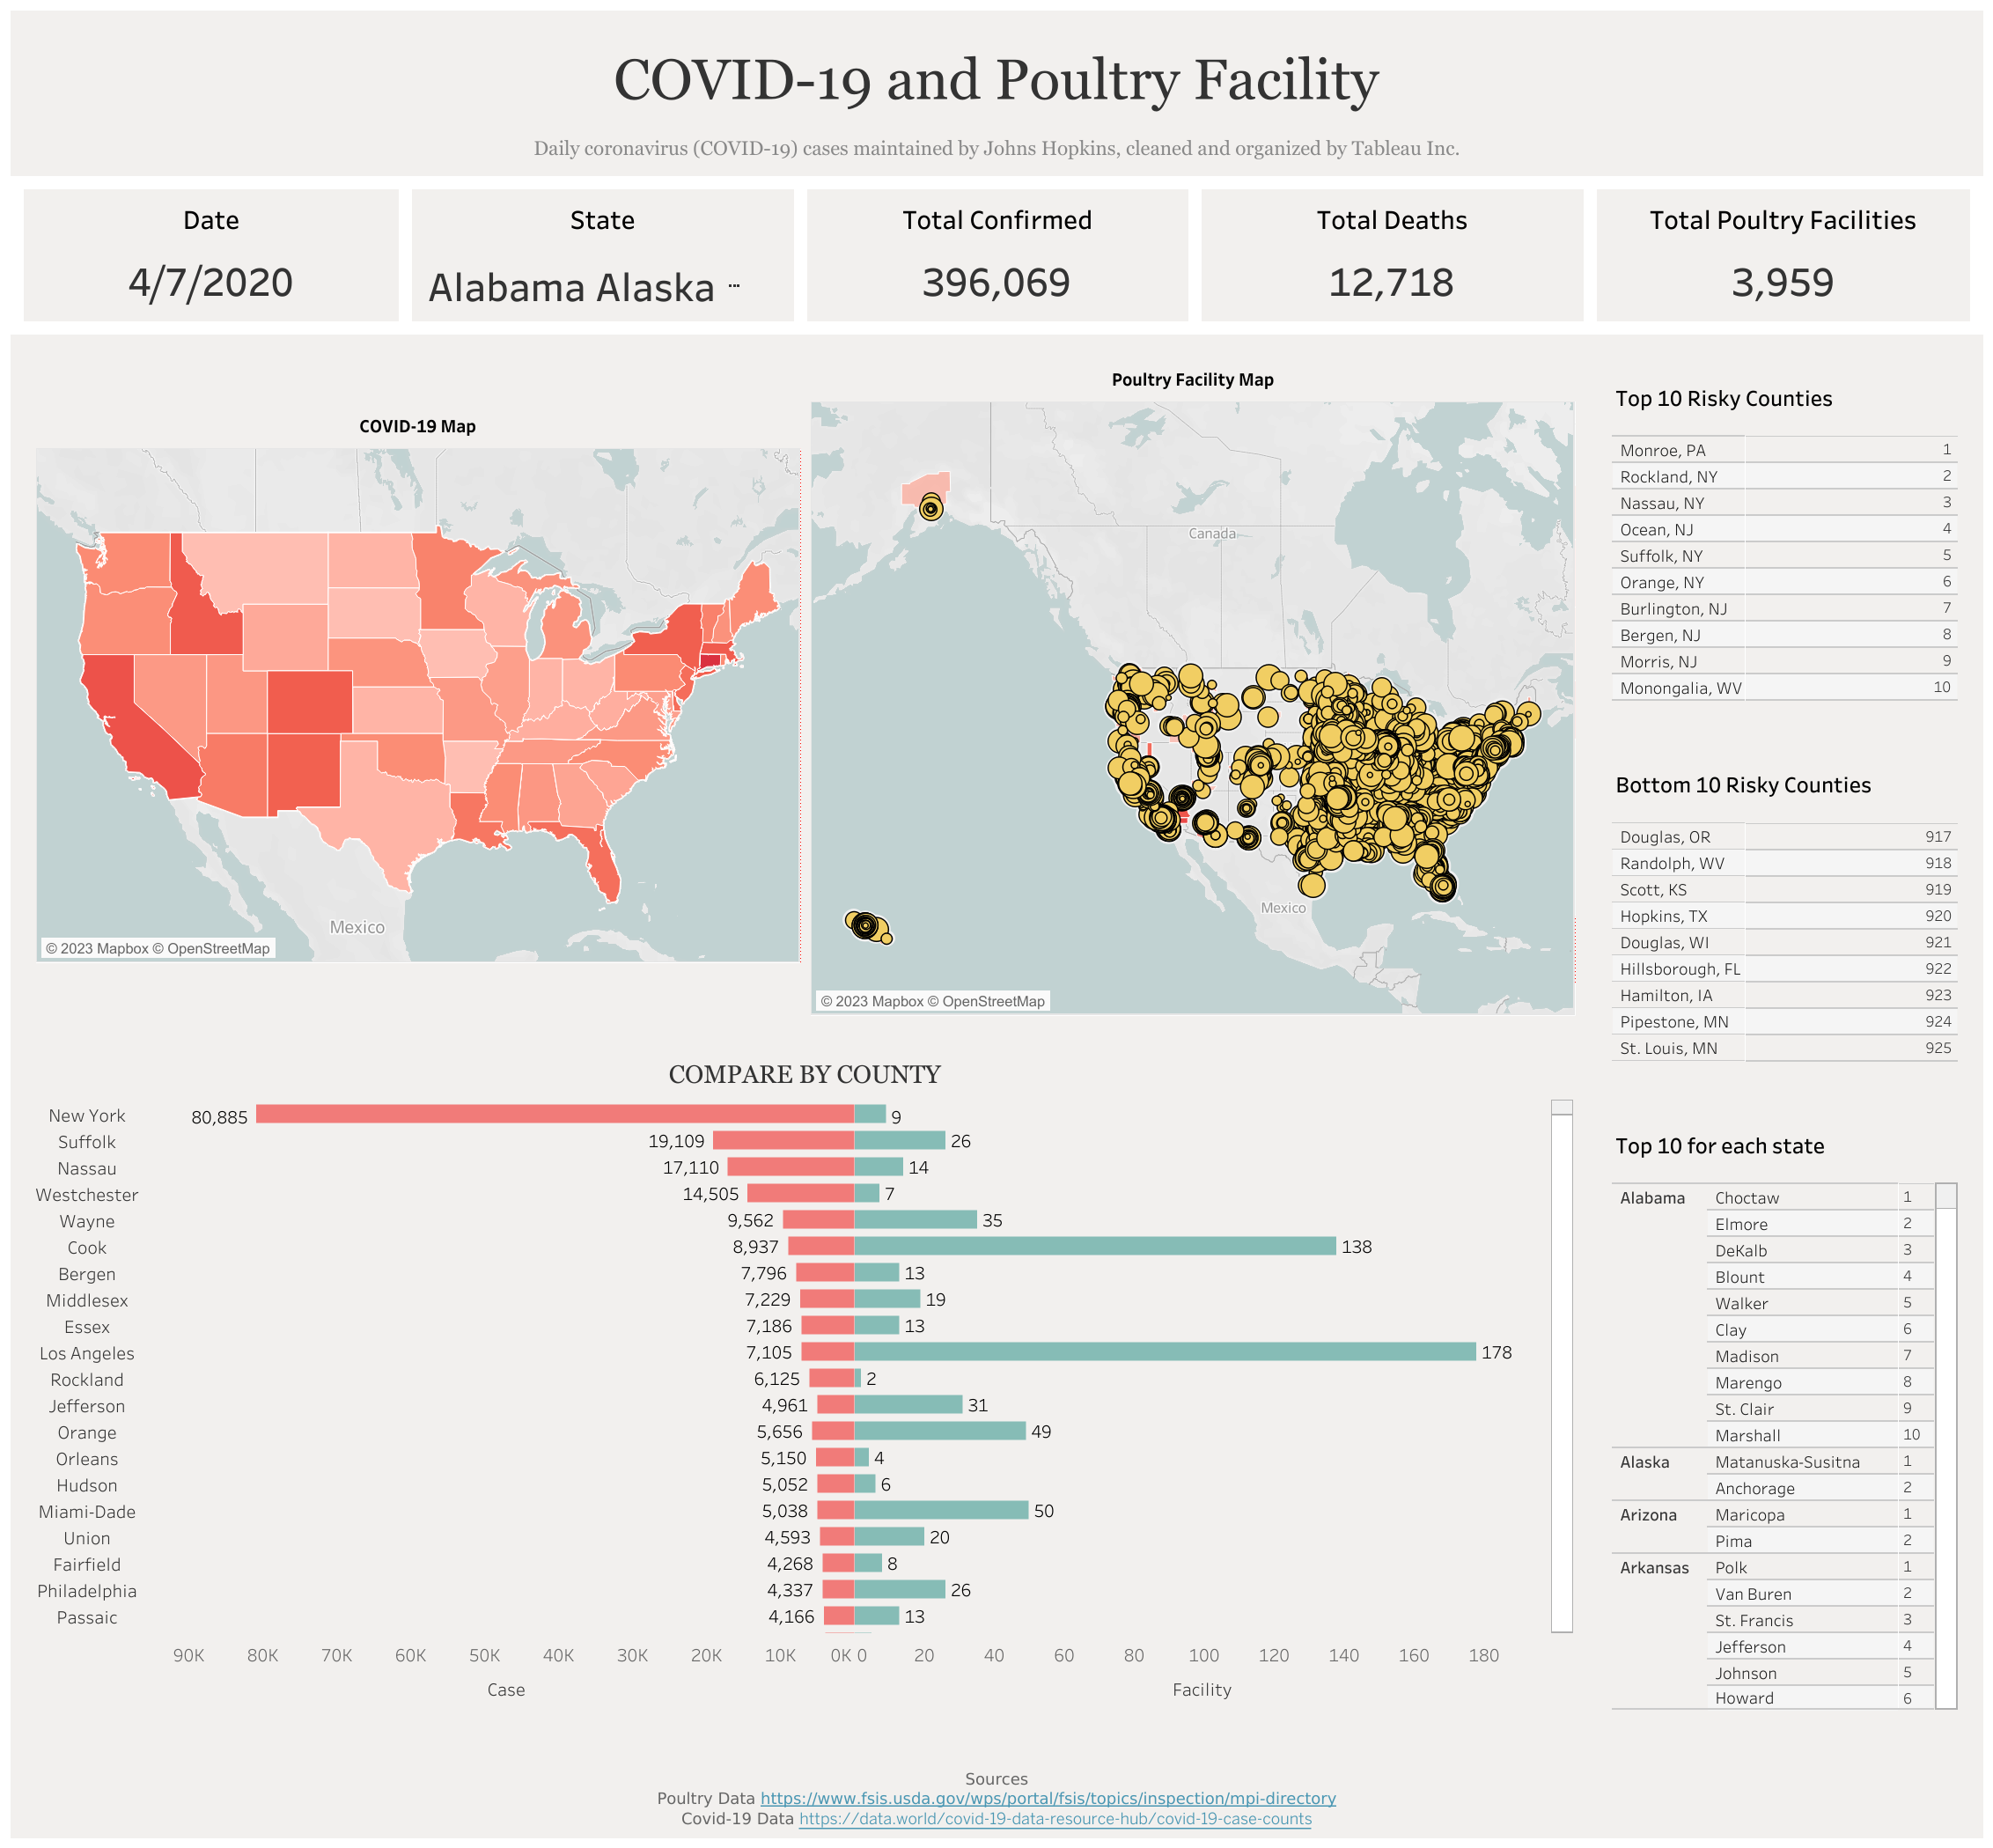 COVID-19 and Poultry Facility
Daily coronavirus (COVID-19) cases maintained by Johns Hopkins, cleaned and organized by Tableau Inc.
Date
4/7/2020
State
Alabama Alaska ...
Total Confirmed
396,069
Total Deaths
12,718
Total Poultry Facilities
3,959
COVID-19 Map
Mexico
© 2023 Mapbox © OpenStreetMap
Poultry Facility Map
Canada
Mexico
© 2023 Mapbox © OpenStreetMap
Top 10 Risky Counties
Monroe, PA 1
Rockland, NY 2
Nassau, NY 3
Ocean, NJ 4
Suffolk, NY 5
Orange, NY 6
Burlington, NJ 7
Bergen, NJ 8
Morris, NJ 9
Monongalia, WV 10
Bottom 10 Risky Counties
Douglas, OR 917
Randolph, WV 918
Scott, KS 919
Hopkins, TX 920
Douglas, WI 921
Hillsborough, FL 922
Hamilton, IA 923
Pipestone, MN 924
St. Louis, MN 925
COMPARE BY COUNTY
New York 80,885 9
Suffolk 19,109 26
Nassau 17,110 14
Westchester 14,505 7
Wayne 9,562 35
Cook 8,937 138
Bergen 7,796 13
Middlesex 7,229 19
Essex 7,186 13
Los Angeles 7,105 178
Rockland 6,125 2
Jefferson 4,961 31
Orange 5,656 49
Orleans 5,150 4
Hudson 5,052 6
Miami-Dade 5,038 50
Union 4,593 20
Fairfield 4,268 8
Philadelphia 4,337 26
Passaic 4,166 13
90K 80K 70K 60K 50K 40K 30K 20K 10K 0K 0 20 40 60 80 100 120 140 160 180
Case Facility
Top 10 for each state
Alabama Choctaw 1
Elmore 2
DeKalb 3
Blount 4
Walker 5
Clay 6
Madison 7
Marengo 8
St. Clair 9
Marshall 10
Alaska Matanuska-Susitna 1
Anchorage 2
Arizona Maricopa 1
Pima 2
Arkansas Polk 1
Van Buren 2
St. Francis 3
Jefferson 4
Johnson 5
Howard 6
Sources
Poultry Data https://www.fsis.usda.gov/wps/portal/fsis/topics/inspection/mpi-directory
Covid-19 Data https://data.world/covid-19-data-resource-hub/covid-19-case-counts